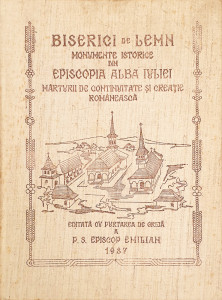 BISERICI DE LEMN
MONUMENTE ISTORICE
DIN
EPISCOPIA ALBA IULIEI
MĂRTURII DE CONTINUITATE ȘI CREAȚIE
ROMÂNEASCĂ
EDITATĂ CU PURTAREA DE GRIJĂ
A
P. S. EPISCOP EMILIAN
1987